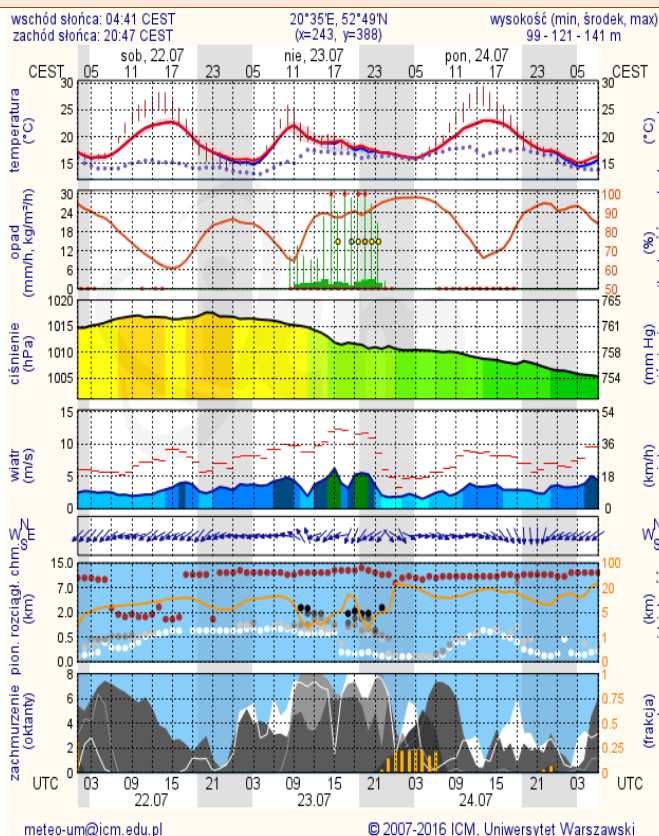 wschód słońca: 04:41 CEST 20°35'E, 52°49'N wysokość (min, środek, max)
zachód słońca: 20:47 CEST (x=243, y=388) 99 - 121 - 141 m
sob, 22.07 nie, 23.07 pon, 24.07
CEST 05 11 17 23 05 11 17 23 05 11 17 23 05 CEST
temperatura (°C)
30 25 20 15
30 25 20 15
(°C)
opad (mm/h, kg/m²/h)
30 24 18 12 6 0
100 90 80 70 60 50
(%)
ciśnienie (hPa)
1020 1015 1010 1005
765 761 758 754
(mm Hg)
wiatr (m/s)
15 10 5 0
54 36 18 0
(km/h)
N W E S
N W S
pion. rozciągł. chm. (km)
15.0 7.0 2.0 0.5 0.0
100 20 5 1 0
(km)
zachmurzenie (oktanty)
8 6 4 2 0
1 0.75 0.5 0.25 0
(frakcja)
UTC 03 09 15 21 03 09 15 21 03 09 15 21 03 UTC
22.07 23.07 24.07
meteo-um@icm.edu.pl © 2007-2016 ICM, Uniwersytet Warszawski